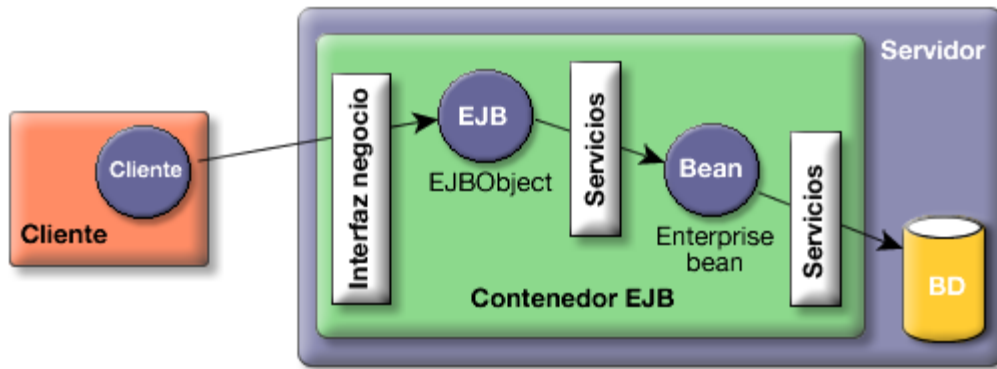 Servidor
Cliente
Cliente
Interfaz negocio
EJB
EJBObject
Servicios
Bean
Enterprise
bean
Servicios
Contenedor EJB
BD